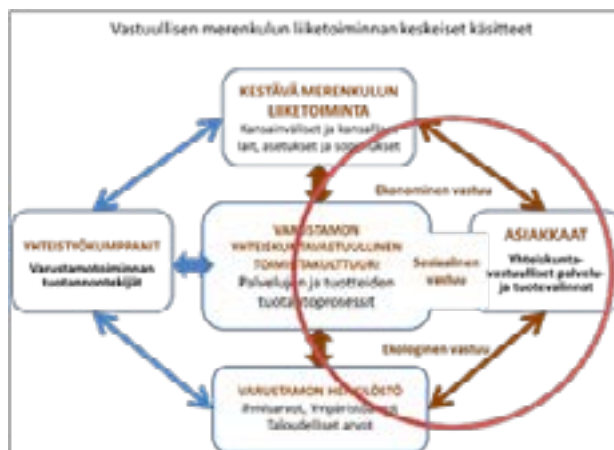 Vastuullisen merenkulun liiketoiminnan keskeiset käsitteet
KESTÄVÄ MERENKULUN
LIIKETOIMINTA
Kansainväliset ja kansalliset
lait, asetukset ja sopimukset
Ekonominen vastuu
YHTEISTYÖKUMPPANIT
Varustamotoiminnan
tuotannontekijät
VARUSTAMON
YHTEISKUNTAVASTUULLINEN
TOIMINTAKULTTUURI
Palvelujen ja tuotteiden
tuotantoprosessit
Sosiaalinen
vastuu
ASIAKKAAT
Yhteiskunta-
vastuulliset palvelu-
ja tuotevalinnat
Ekologinen vastuu
VARUSTAMON HENKILÖSTÖ
Ympäristöarvot
Taloudelliset arvot